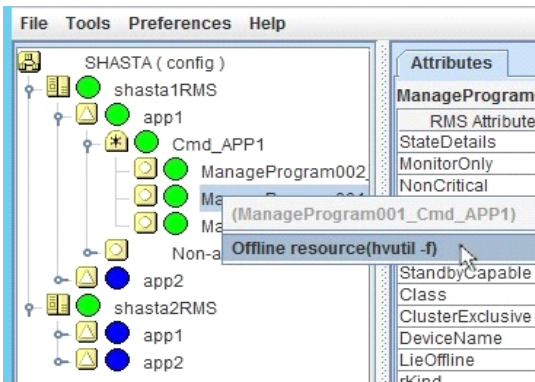 File Tools Preferences Help
SHASTA ( config )
shasta1RMS
app1
Cmd_APP1
ManageProgram002_
(ManageProgram001_Cmd_APP1)
Offline resource(hvutil -f)
Non-a
app2
shasta2RMS
app1
app2
Attributes
ManageProgram
RMS Attribute
StateDetails
MonitorOnly
NonCritical
StandbyCapable
Class
ClusterExclusive
DeviceName
LieOffline
rKind